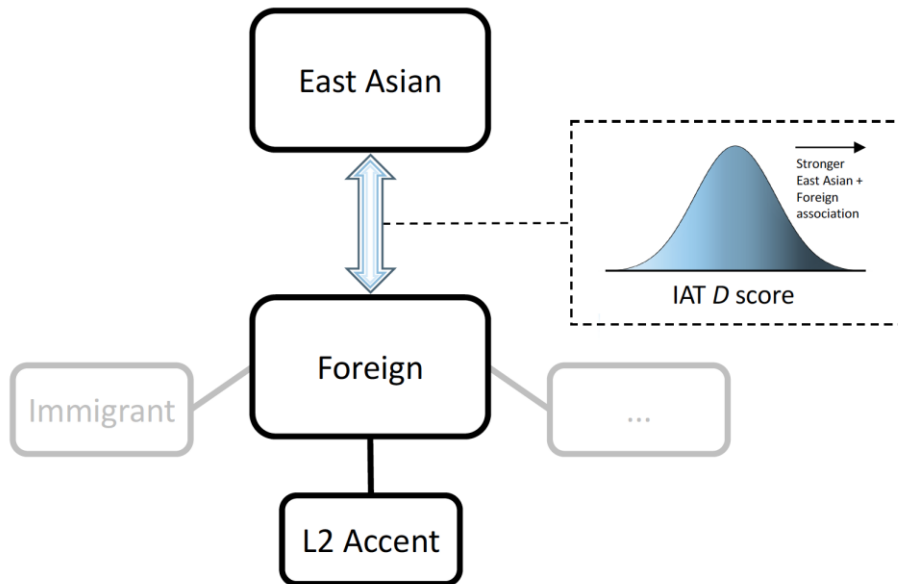 East Asian
Stronger
East Asian +
Foreign
association
IAT D score
Foreign
Immigrant
...
L2 Accent